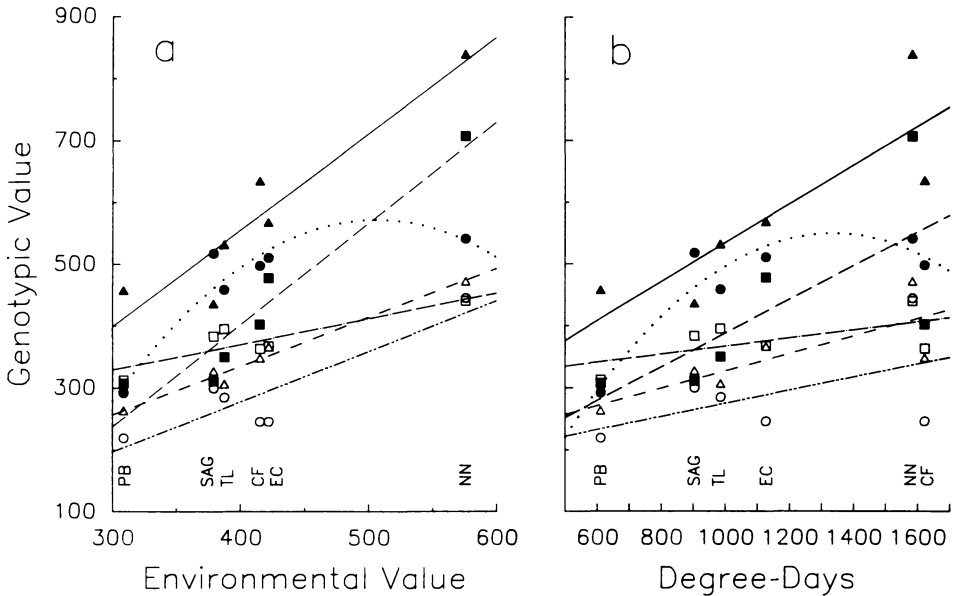 900
700
500
300
100
Genotypic Value
a
PB
SAG
TL
CF
EC
NN
300
400
500
600
Environmental Value
b
PB
SAG
TL
EC
NN
CF
600
800
1000
1200
1400
1600
Degree-Days